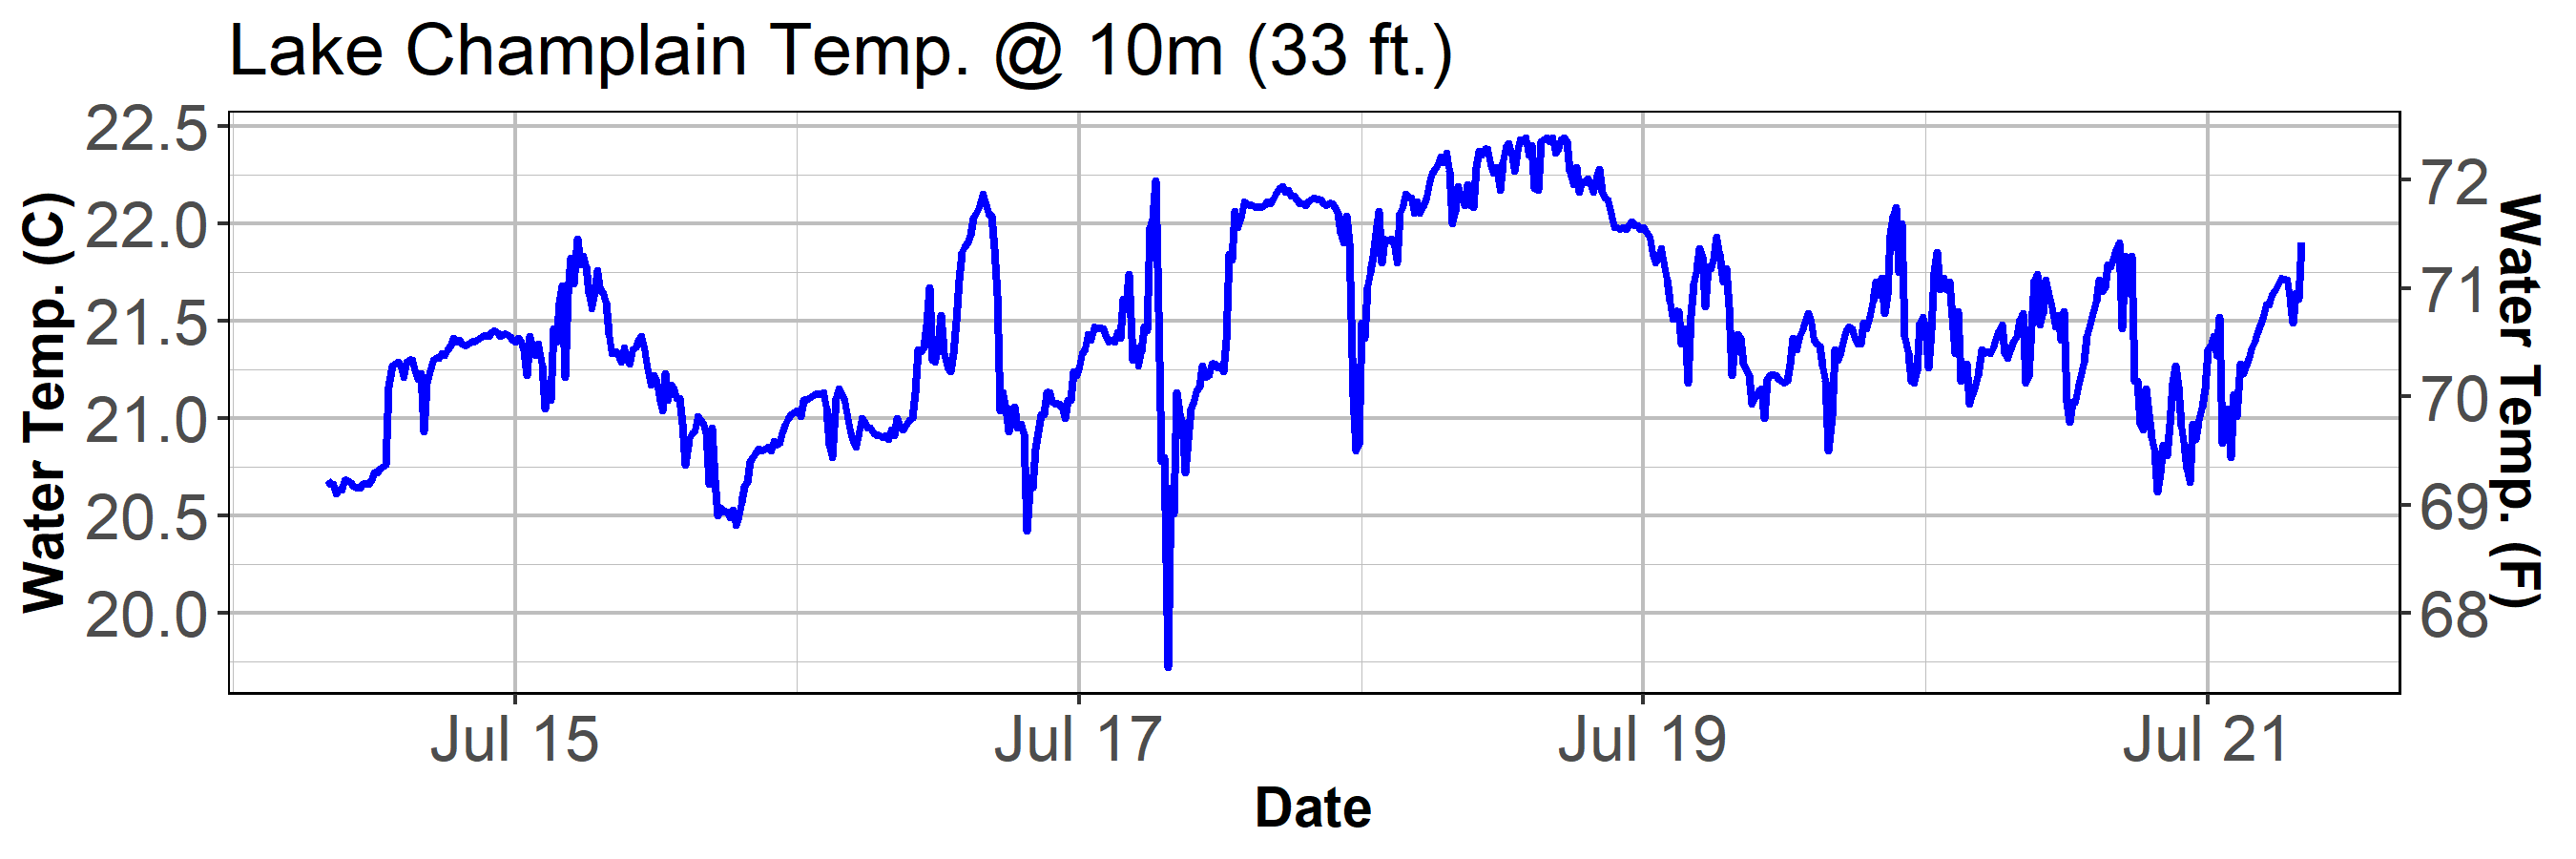 Lake Champlain Temp. @ 10m (33 ft.)
Water Temp. (C)
22.5
22.0
21.5
21.0
20.5
20.0
72
71
70
69
68
Water Temp. (F)
Jul 15
Jul 17
Jul 19
Jul 21
Date